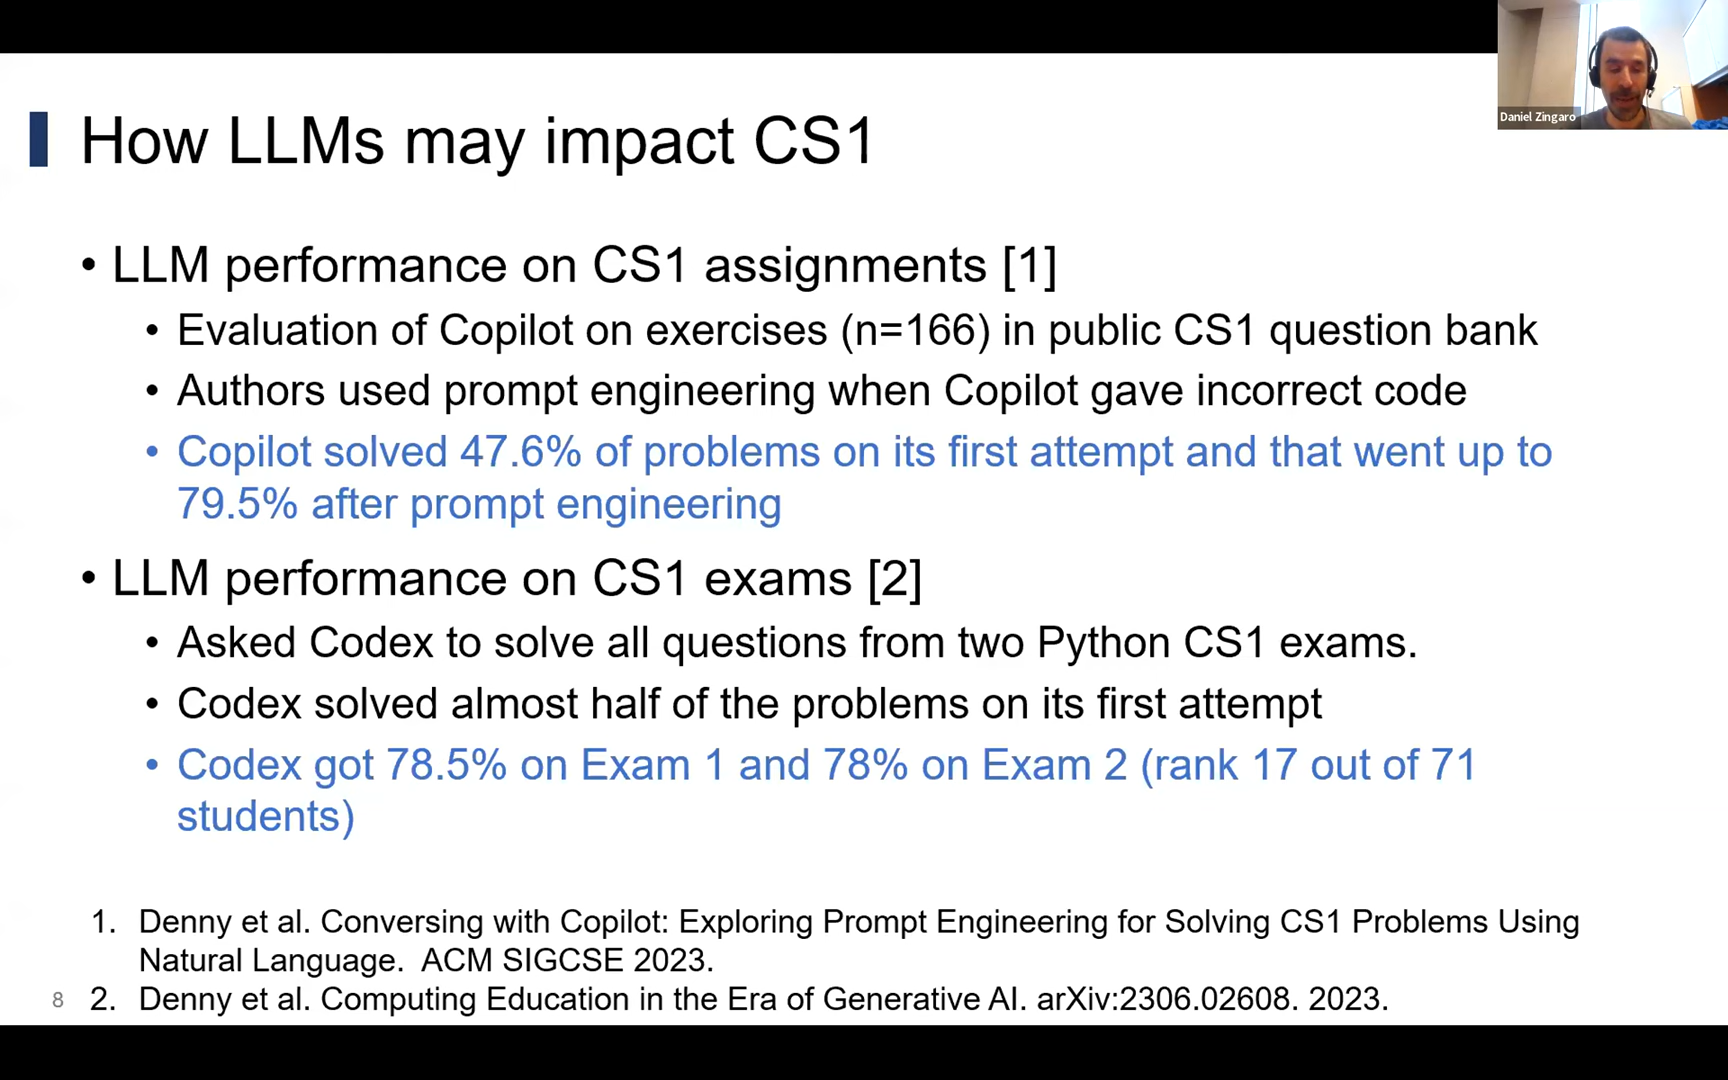 Daniel Zingaro
How LLMs may impact CS1
• LLM performance on CS1 assignments [1]
• Evaluation of Copilot on exercises (n=166) in public CS1 question bank
• Authors used prompt engineering when Copilot gave incorrect code
• Copilot solved 47.6% of problems on its first attempt and that went up to
79.5% after prompt engineering
• LLM performance on CS1 exams [2]
• Asked Codex to solve all questions from two Python CS1 exams.
• Codex solved almost half of the problems on its first attempt
• Codex got 78.5% on Exam 1 and 78% on Exam 2 (rank 17 out of 71
students)
1. Denny et al. Conversing with Copilot: Exploring Prompt Engineering for Solving CS1 Problems Using
Natural Language. ACM SIGCSE 2023.
8
2. Denny et al. Computing Education in the Era of Generative AI. arXiv:2306.02608. 2023.